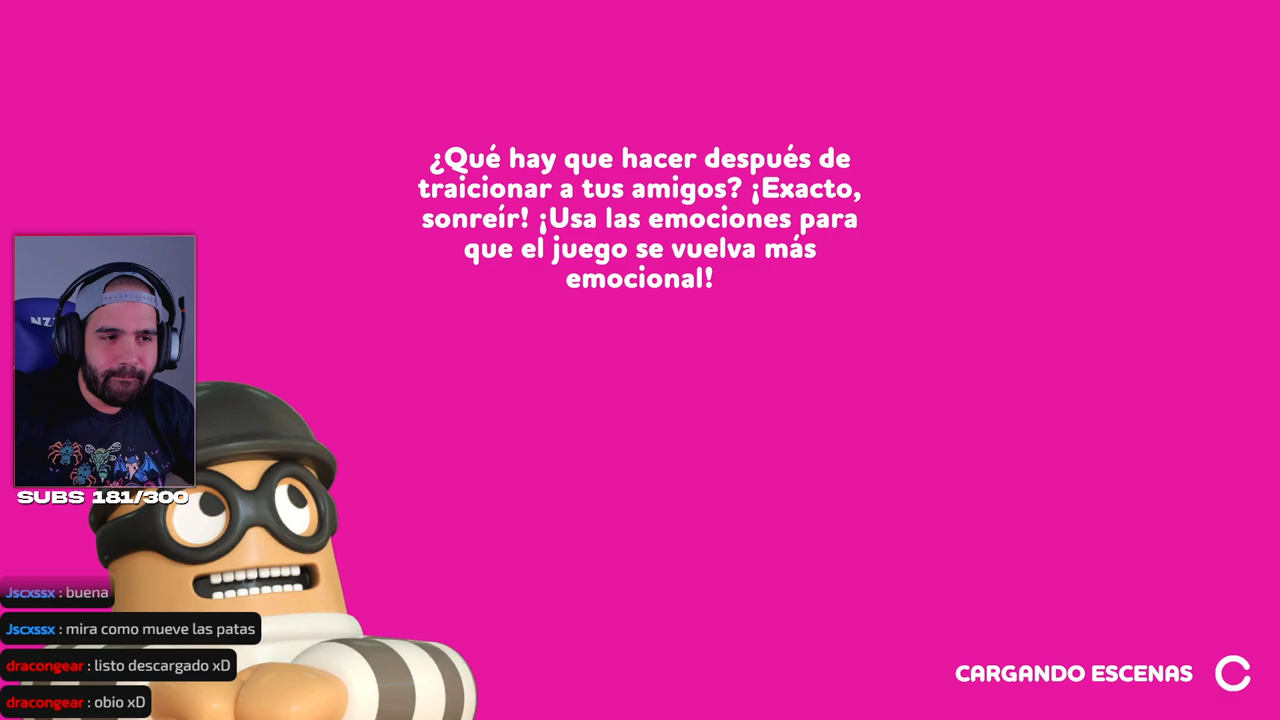 ¿Qué hay que hacer después de
traicionar a tus amigos? ¡Exacto,
sonreír! ¡Usa las emociones para
que el juego se vuelva más
emocional!
NZ
SUBS 181/300
Jscxssx : buena
Jscxssx : mira como mueve las patas
dracongear : listo descargado xD
dracongear : obio xD
CARGANDO ESCENAS